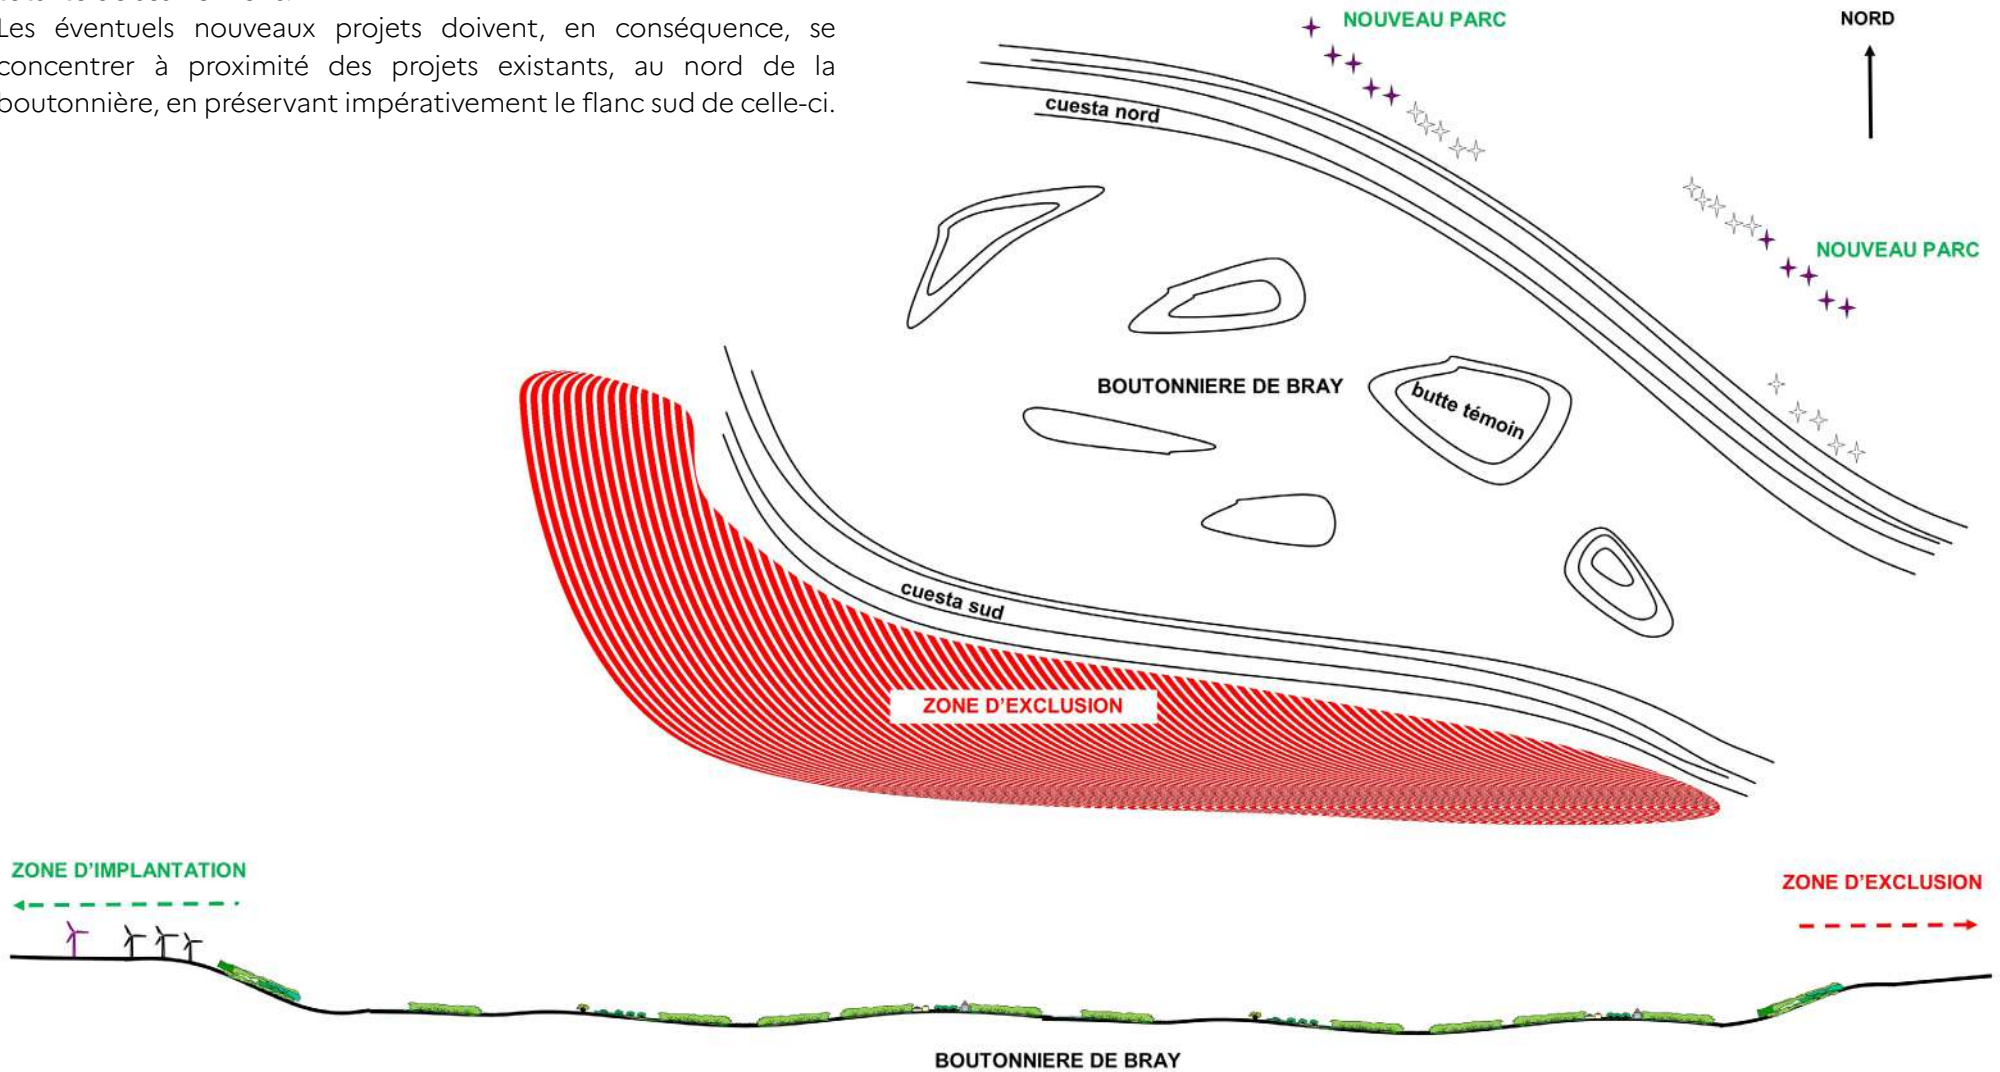 Les éventuels nouveaux projets doivent, en conséquence, se
concentrer à proximité des projets existants, au nord de la
boutonnière, en préservant impérativement le flanc sud de celle-ci.
NOUVEAU PARC
NORD
cuesta nord
NOUVEAU PARC
BOUTONNIERE DE BRAY
butte témoin
cuesta sud
ZONE D'EXCLUSION
ZONE D'IMPLANTATION
ZONE D'EXCLUSION
BOUTONNIERE DE BRAY